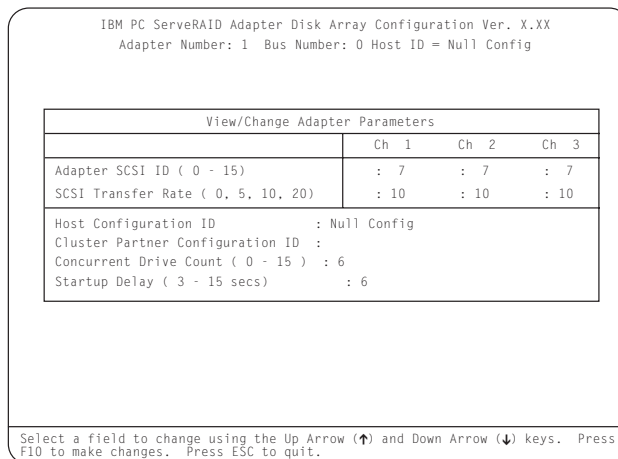 IBM PC ServeRAID Adapter Disk Array Configuration Ver. X.XX
Adapter Number: 1 Bus Number: 0 Host ID = Null Config
View/Change Adapter Parameters
Ch 1 Ch 2 Ch 3
Adapter SCSI ID ( 0 - 15) : 7 : 7 : 7
SCSI Transfer Rate ( 0, 5, 10, 20) : 10 : 10 : 10
Host Configuration ID : Null Config
Cluster Partner Configuration ID :
Concurrent Drive Count ( 0 - 15 ) : 6
Startup Delay ( 3 - 15 secs) : 6
Select a field to change using the Up Arrow (↑) and Down Arrow (↓) keys. Press
F10 to make changes. Press ESC to quit.